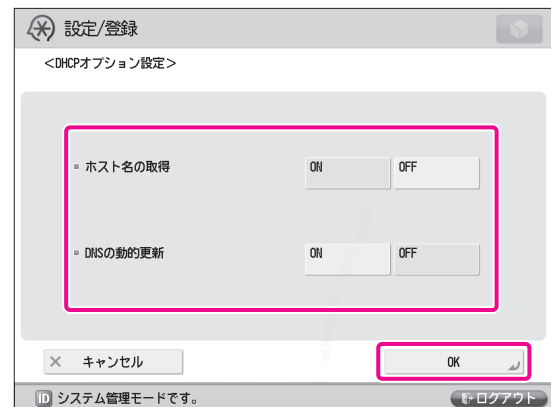 設定/登録
<DHCPオプション設定>
ホスト名の取得 ON OFF
DNSの動的更新 ON OFF
キャンセル OK
ID システム管理モードです。 ログアウト